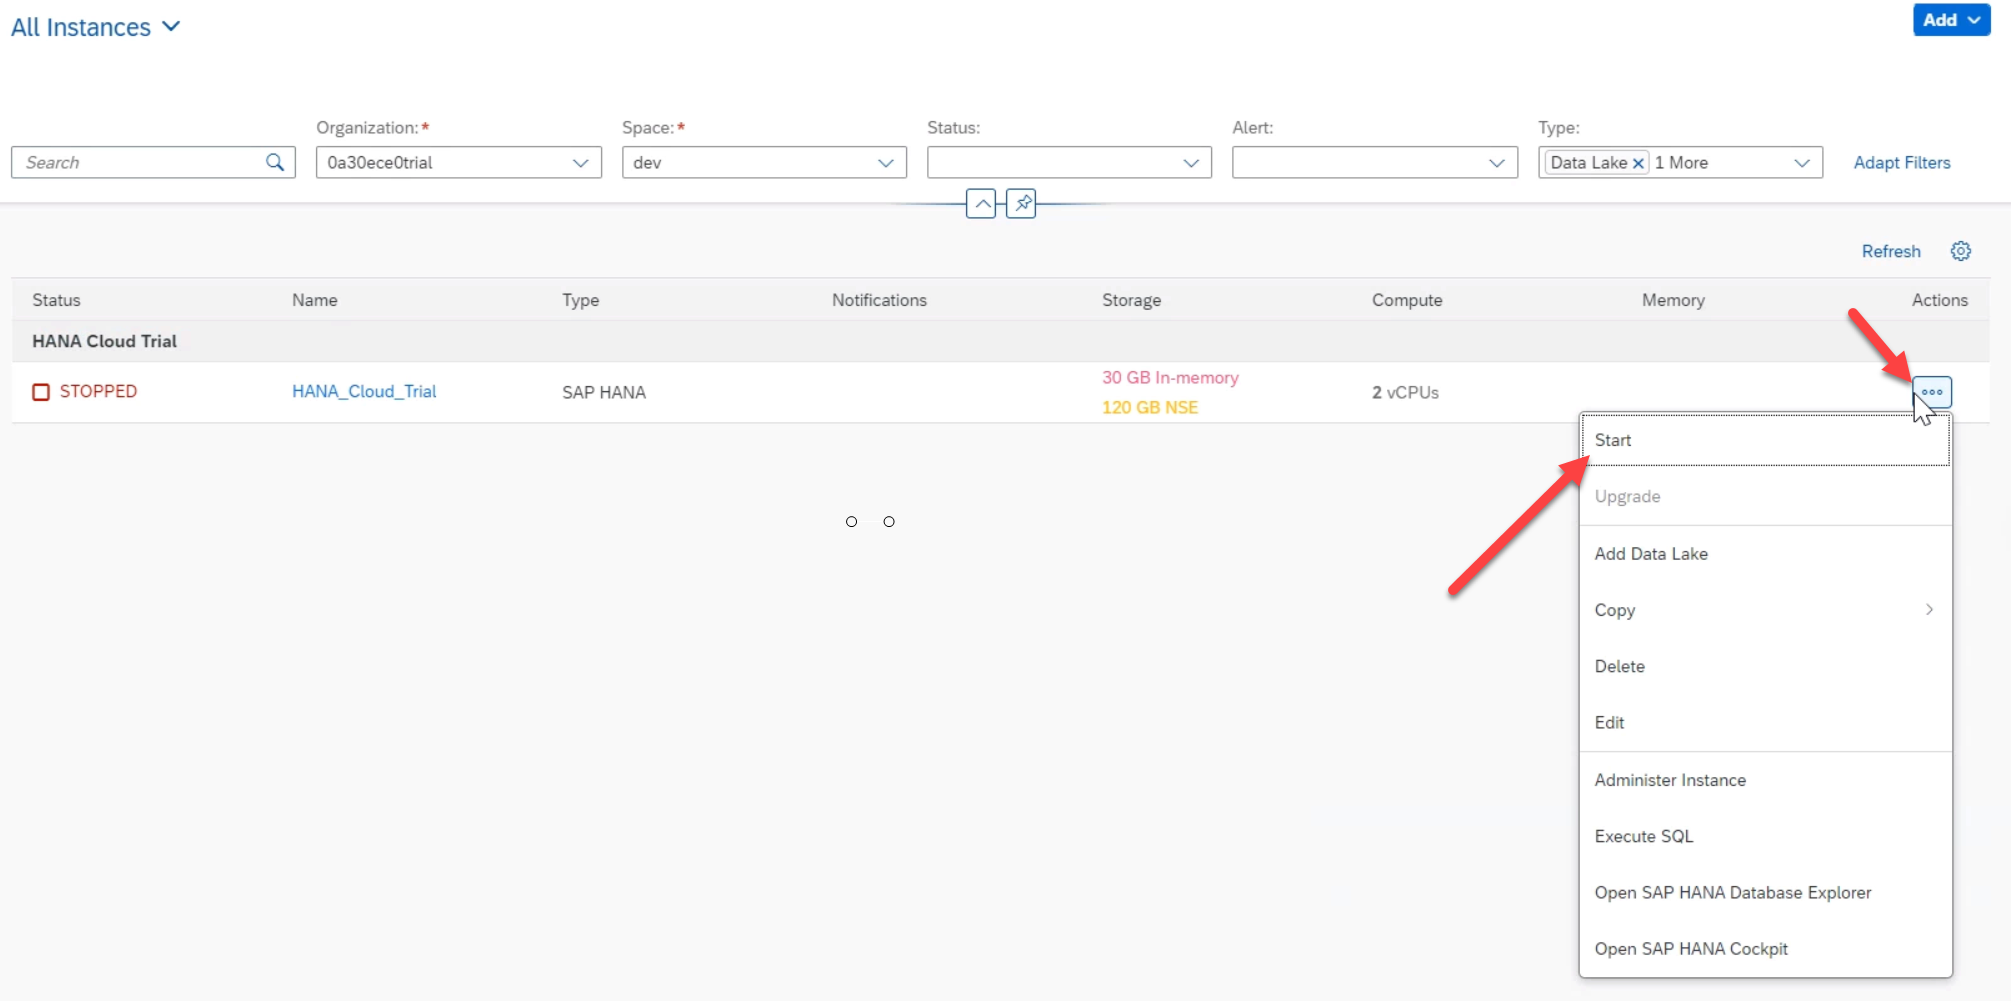 All Instances
Add
Organization:*
Space:*
Status:
Alert:
Type:
Search
0a30ece0trial
dev
Data Lake
1 More
Adapt Filters
Refresh
Status Name Type Notifications Storage Compute Memory Actions
HANA Cloud Trial
STOPPED HANA_Cloud_Trial SAP HANA
30 GB In-memory
120 GB NSE
2 vCPUs
Start
Upgrade
Add Data Lake
Copy
Delete
Edit
Administer Instance
Execute SQL
Open SAP HANA Database Explorer
Open SAP HANA Cockpit